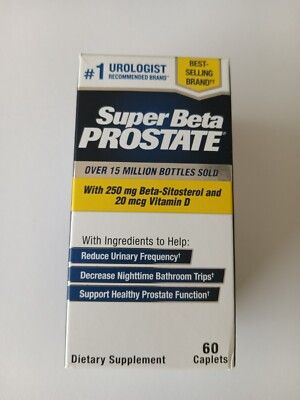 #1 UROLOGIST
RECOMMENDED BRAND*
BEST-
SELLING
BRAND††
Super Beta
PROSTATE®
OVER 15 MILLION BOTTLES SOLD
With 250 mg Beta-Sitosterol and
20 mcg Vitamin D
With Ingredients to Help:
Reduce Urinary Frequency†
Decrease Nighttime Bathroom Trips†
Support Healthy Prostate Function†
Dietary Supplement
60
Caplets